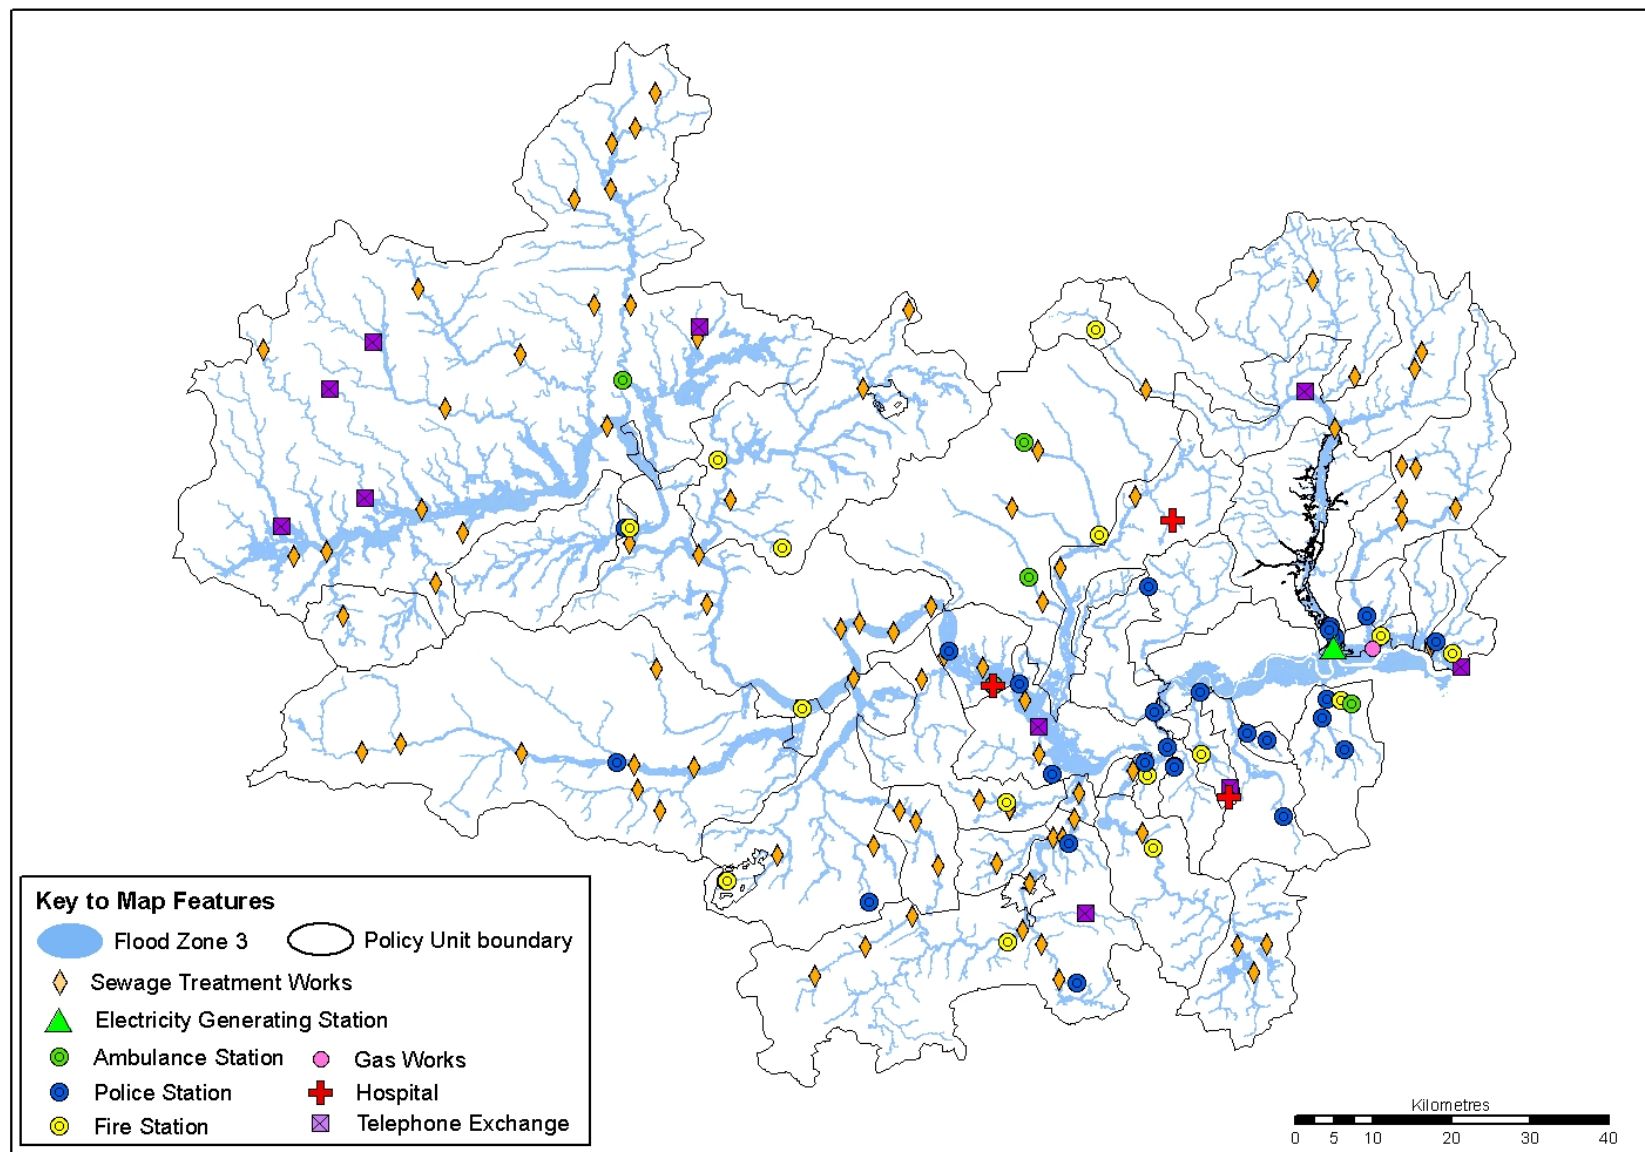 Key to Map Features
Flood Zone 3
Policy Unit boundary
Sewage Treatment Works
Electricity Generating Station
Ambulance Station
Gas Works
Police Station
Hospital
Fire Station
Telephone Exchange
Kilometres
0 5 10 20 30 40